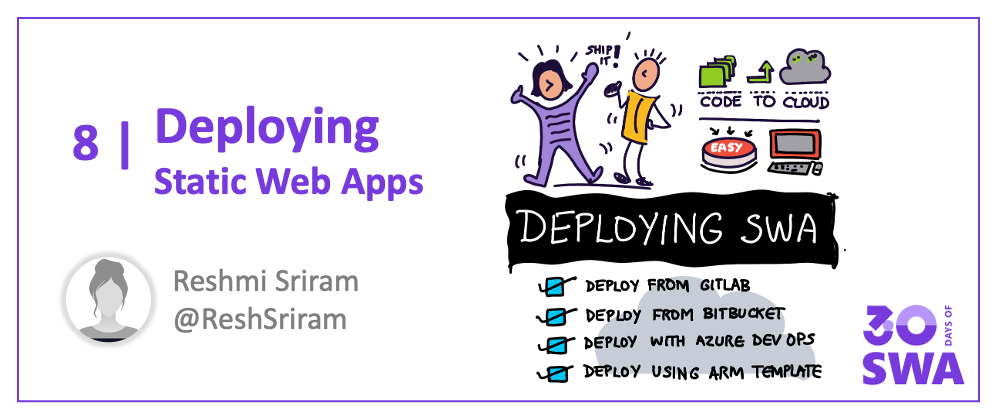 8 |
Deploying
Static Web Apps
Reshmi Sriram
@ReshSriram
SHIP
IT!
CODE TO CLOUD
EASY
DEPLOYING SWA
DEPLOY FROM GITLAB
DEPLOY FROM BITBUCKET
DEPLOY WITH AZURE DEV OPS
DEPLOY USING ARM TEMPLATE
30
DAYS OF
SWA